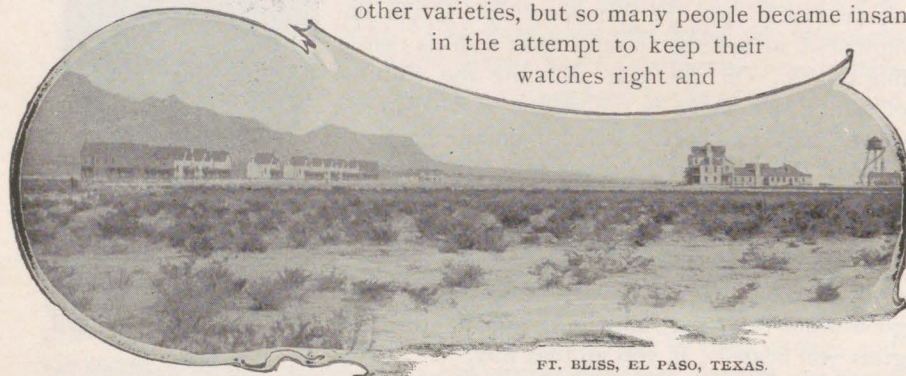 other varieties, but so many people became insan
in the attempt to keep their
watches right and
FT. BLISS, EL PASO, TEXAS.